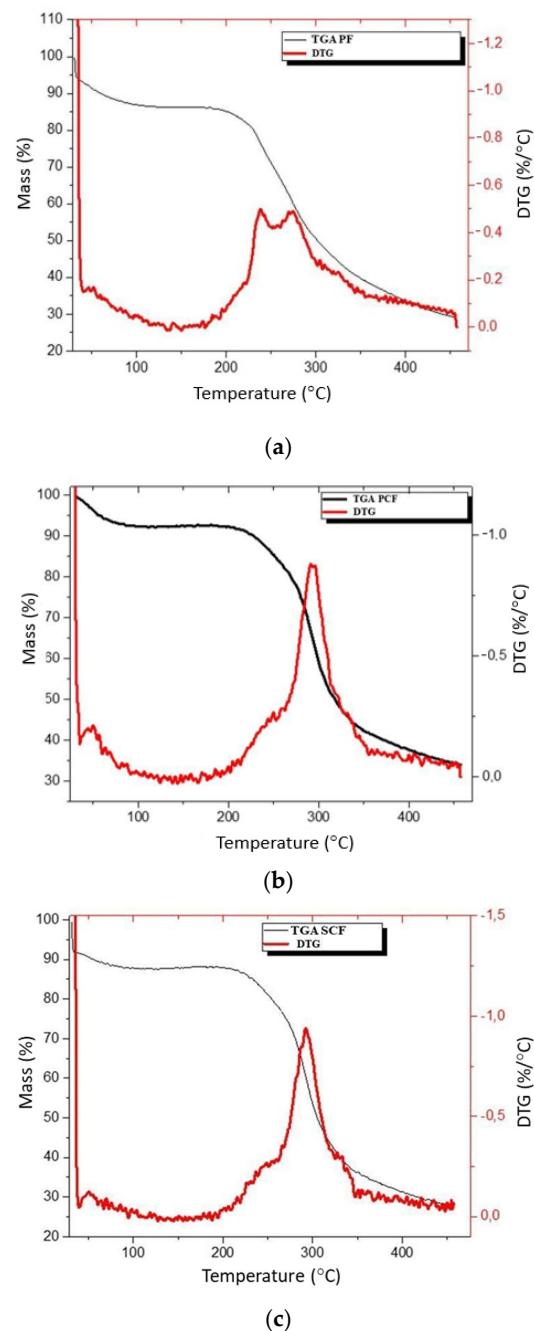 TGA PF
DTG
110
100
90
80
70
60
50
40
30
20
Mass (%)
-1.2
-1.0
-0.8
-0.6
-0.4
-0.2
0.0
DTG (%/°C)
100 200 300 400
Temperature (°C)
(a)
TGA PCF
DTG
100
90
80
70
60
50
40
30
Mass (%)
-1.0
-0.5
0.0
DTG (%/°C)
100 200 300 400
Temperature (°C)
(b)
TGA SCF
DTG
100
90
80
70
60
50
40
30
20
Mass (%)
-1,5
-1,0
-0,5
0,0
DTG (%/°C)
100 200 300 400
Temperature (°C)
(c)